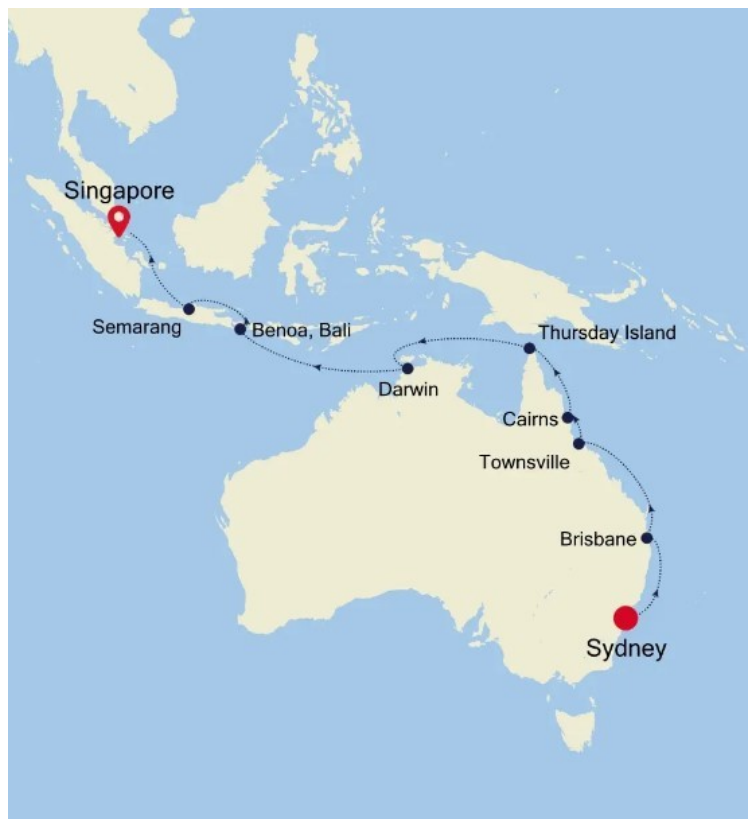 Singapore
Semarang
Benoa, Bali
Thursday Island
Darwin
Cairns
Townsville
Brisbane
Sydney